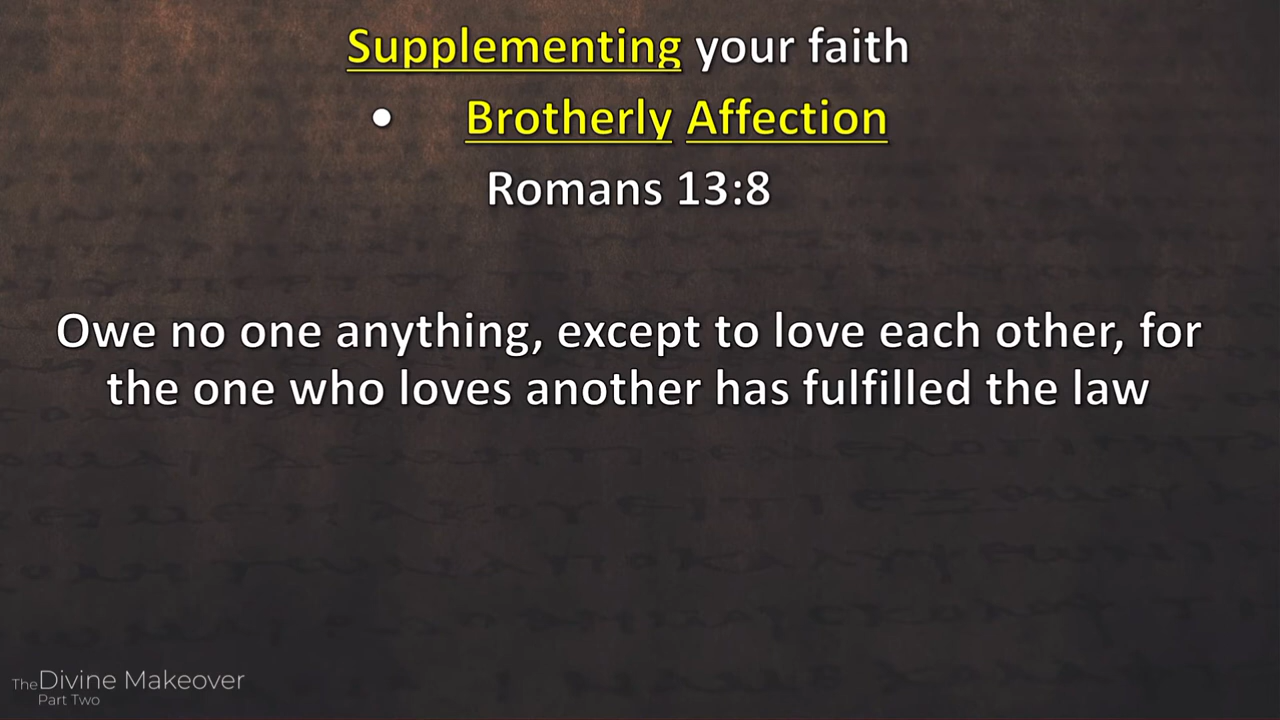 Supplementing your faith
• Brotherly Affection
Romans 13:8
Owe no one anything, except to love each other, for
the one who loves another has fulfilled the law
The Divine Makeover
Part Two